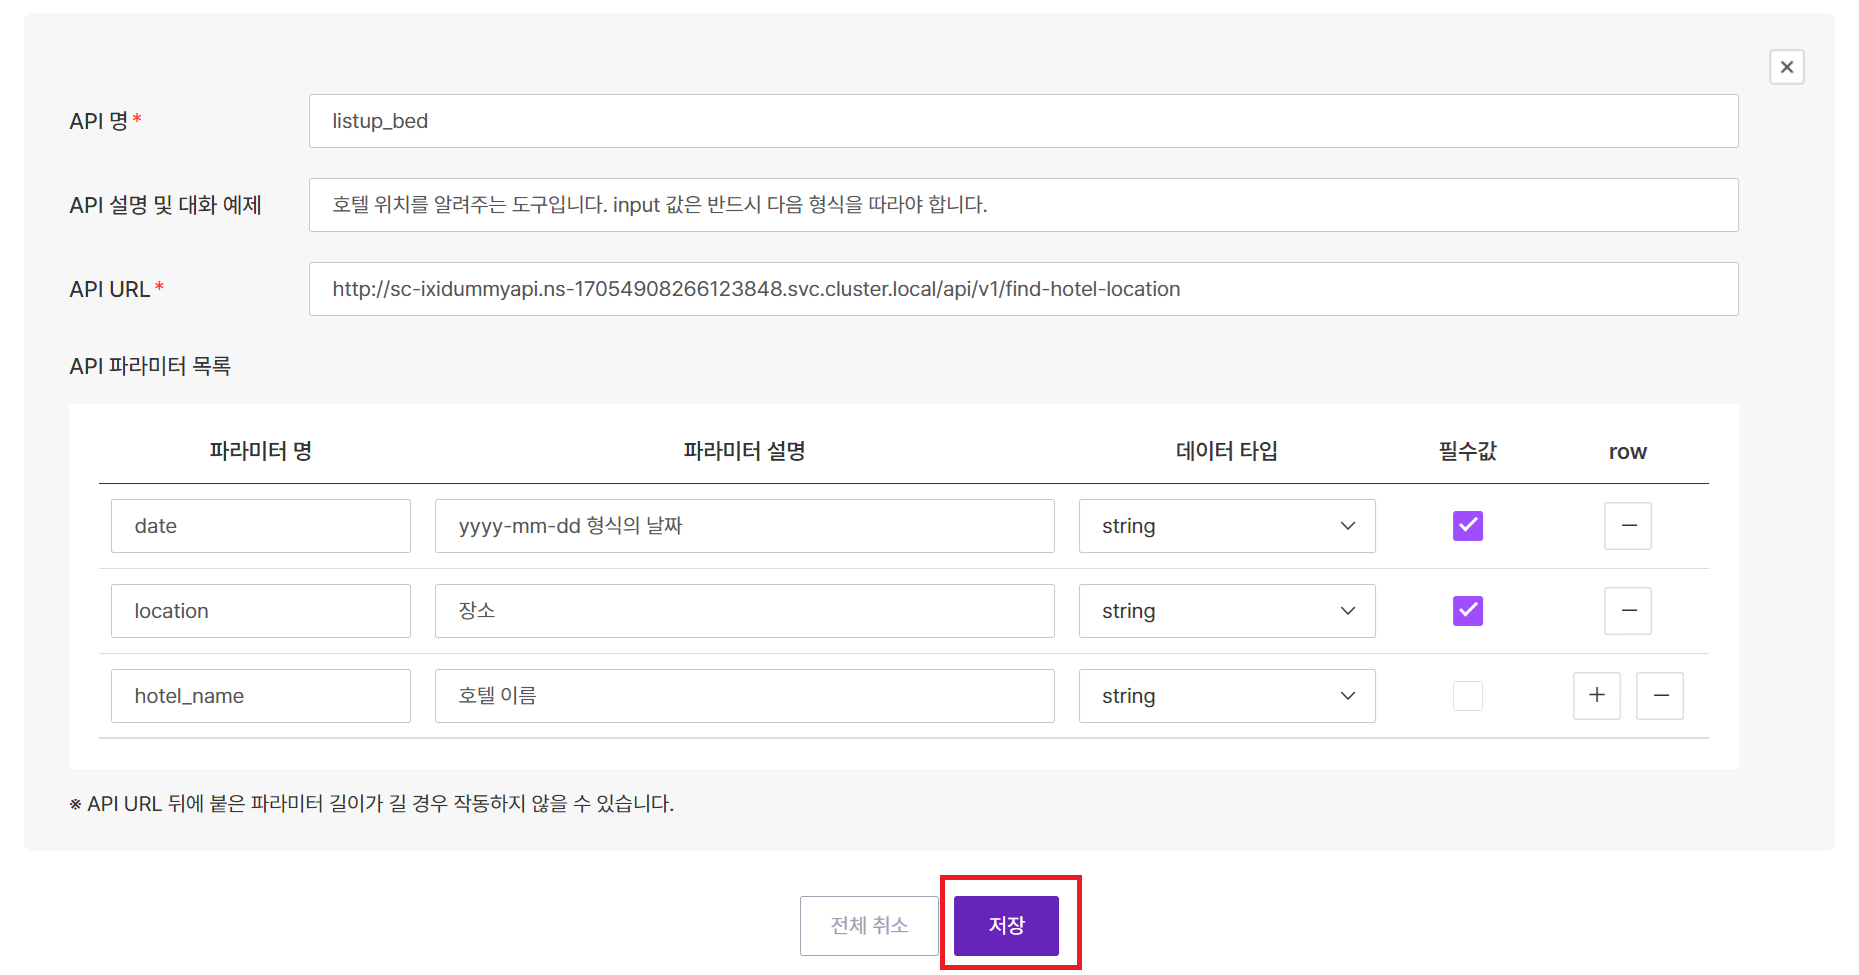 API 명*
listup_bed
API 설명 및 대화 예제
호텔 위치를 알려주는 도구입니다. input 값은 반드시 다음 형식을 따라야 합니다.
API URL*
http://sc-ixidummyapi.ns-17054908266123848.svc.cluster.local/api/v1/find-hotel-location
API 파라미터 목록
파라미터 명 파라미터 설명 데이터 타입 필수값 row
date yyyy-mm-dd 형식의 날짜 string
location 장소 string
hotel_name 호텔 이름 string
※ API URL 뒤에 붙은 파라미터 길이가 길 경우 작동하지 않을 수 있습니다.
전체 취소 저장